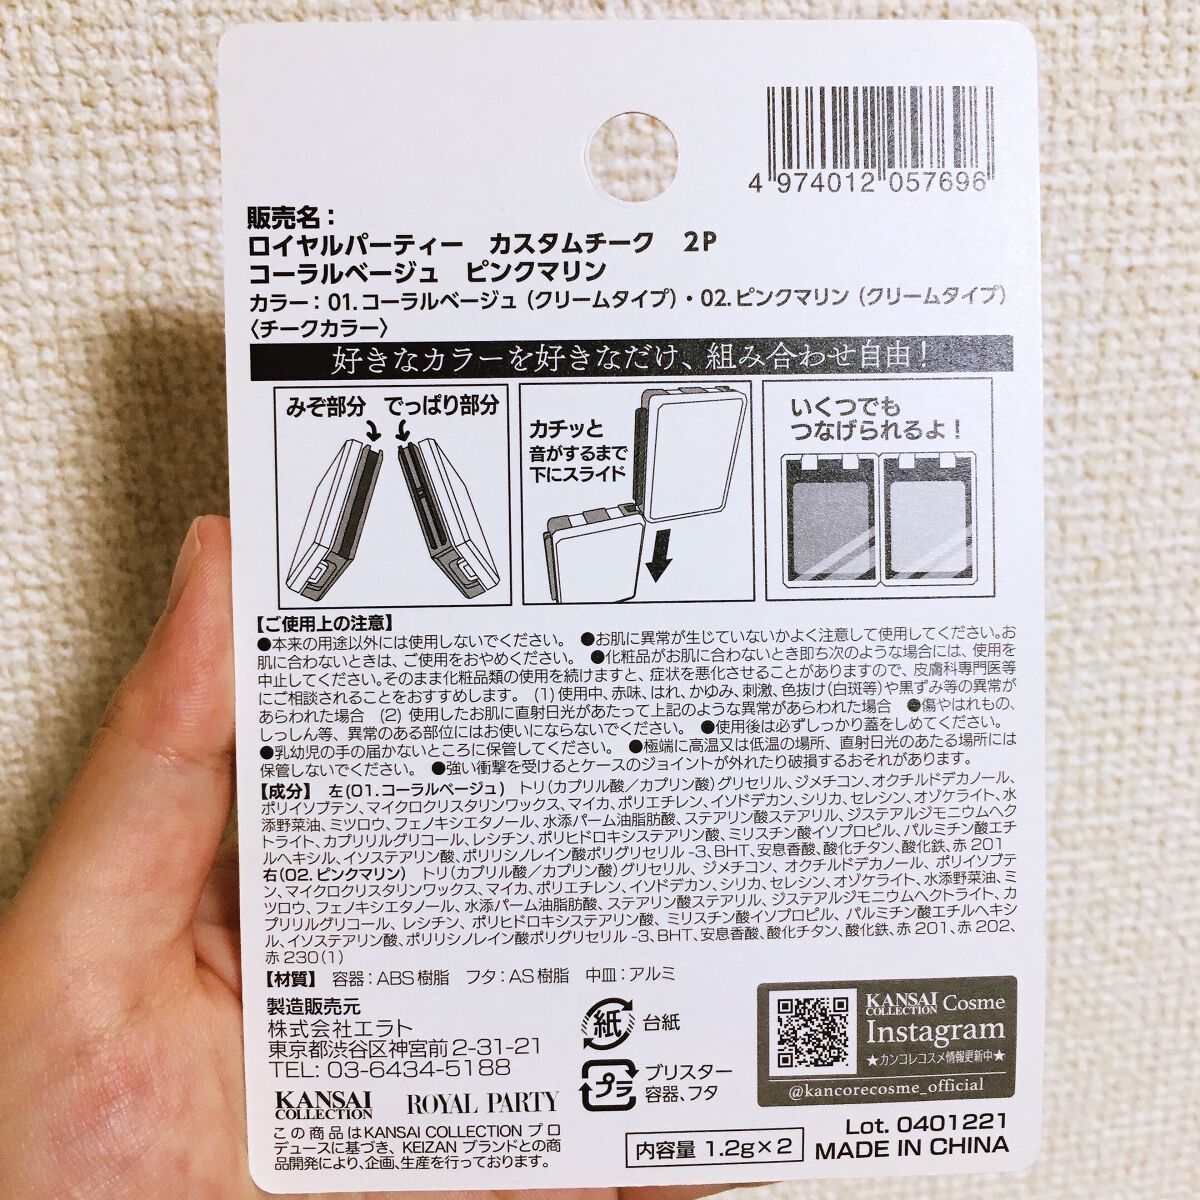 4 974012 057696
販売名：
ロイヤルパーティー　カスタムチーク　2P
コーラルベージュ　ピンクマリン
カラー：01.コーラルベージュ（クリームタイプ）・02.ピンクマリン（クリームタイプ）
〈チークカラー〉
好きなカラーを好きなだけ、組み合わせ自由！
みぞ部分　でっぱり部分
カチッと
音がするまで
下にスライド
いくつでも
つなげられるよ！
【ご使用上の注意】
●本来の用途以外には使用しないでください。　●お肌に異常が生じていないかよく注意して使用してください。お
肌に合わないときは、ご使用をおやめください。　●化粧品がお肌に合わないとき即ち次のような場合には、使用を
中止してください。そのまま化粧品類の使用を続けますと、症状を悪化させることがありますので、皮膚科専門医等
にご相談されることをおすすめします。(1)使用中、赤味、はれ、かゆみ、刺激、色抜け(白斑等)や黒ずみ等の異常が
あらわれた場合　(2) 使用したお肌に直射日光があたって上記のような異常があらわれた場合　●傷やはれもの、
しっしん等、異常のある部位にはお使いにならないでください。　●使用後は必ずしっかり蓋をしめてください。
●乳幼児の手の届かないところに保管してください。　●極端に高温又は低温の場所、直射日光のあたる場所には
保管しないでください。　●強い衝撃を受けるとケースのジョイントが外れたり破損するおそれがあります。
【成分】　左(01.コーラルベージュ)　トリ(カプリル酸／カプリン酸)グリセリル、ジメチコン、オクチルドデカノール、
ポリイソブテン、マイクロクリスタリンワックス、マイカ、ポリエチレン、イソドデカン、シリカ、セレシン、オゾケライト、水
添野菜油、ミツロウ、フェノキシエタノール、水添パーム油脂肪酸、ステアリン酸ステアリル、ジステアルジモニウムヘクト
ライト、カプリリルグリコール、レシチン、ポリヒドロキシステアリン酸、ミリスチン酸イソプロピル、パルミチン酸エチ
ルヘキシル、イソステアリン酸、ポリリシノレイン酸ポリグリセリル-3、BHT、安息香酸、酸化チタン、酸化鉄、赤201
右(02.ピンクマリン)　トリ(カプリル酸／カプリン酸)グリセリル、ジメチコン、オクチルドデカノール、ポリイソブテ
ン、マイクロクリスタリンワックス、マイカ、ポリエチレン、イソドデカン、シリカ、セレシン、オゾケライト、水添野菜油、ミ
ツロウ、フェノキシエタノール、水添パーム油脂肪酸、ステアリン酸ステアリル、ジステアルジモニウムヘクトライト、カ
プリリルグリコール、レシチン、ポリヒドロキシステアリン酸、ミリスチン酸イソプロピル、パルミチン酸エチルヘキシ
ル、イソステアリン酸、ポリリシノレイン酸ポリグリセリル-3、BHT、安息香酸、酸化チタン、酸化鉄、赤201、赤202、
赤230(1)
【材質】　容器：ABS樹脂　フタ：AS樹脂　中皿：アルミ
製造販売元
株式会社エラト
東京都渋谷区神宮前2-31-21
TEL: 03-6434-5188
KANSAI
COLLECTION
ROYAL PARTY
この商品はKANSAI COLLECTION プロ
デュースに基づき、KEIZAN ブランドとの商
品開発により、企画、生産を行っております。
紙
台紙
プラ
ブリスター
容器、フタ
KANSAI
COLLECTION
Cosme
Instagram
★カンコレコスメ情報更新中★
@kancorecosme_official
内容量 1.2g×2
Lot. 0401221
MADE IN CHINA